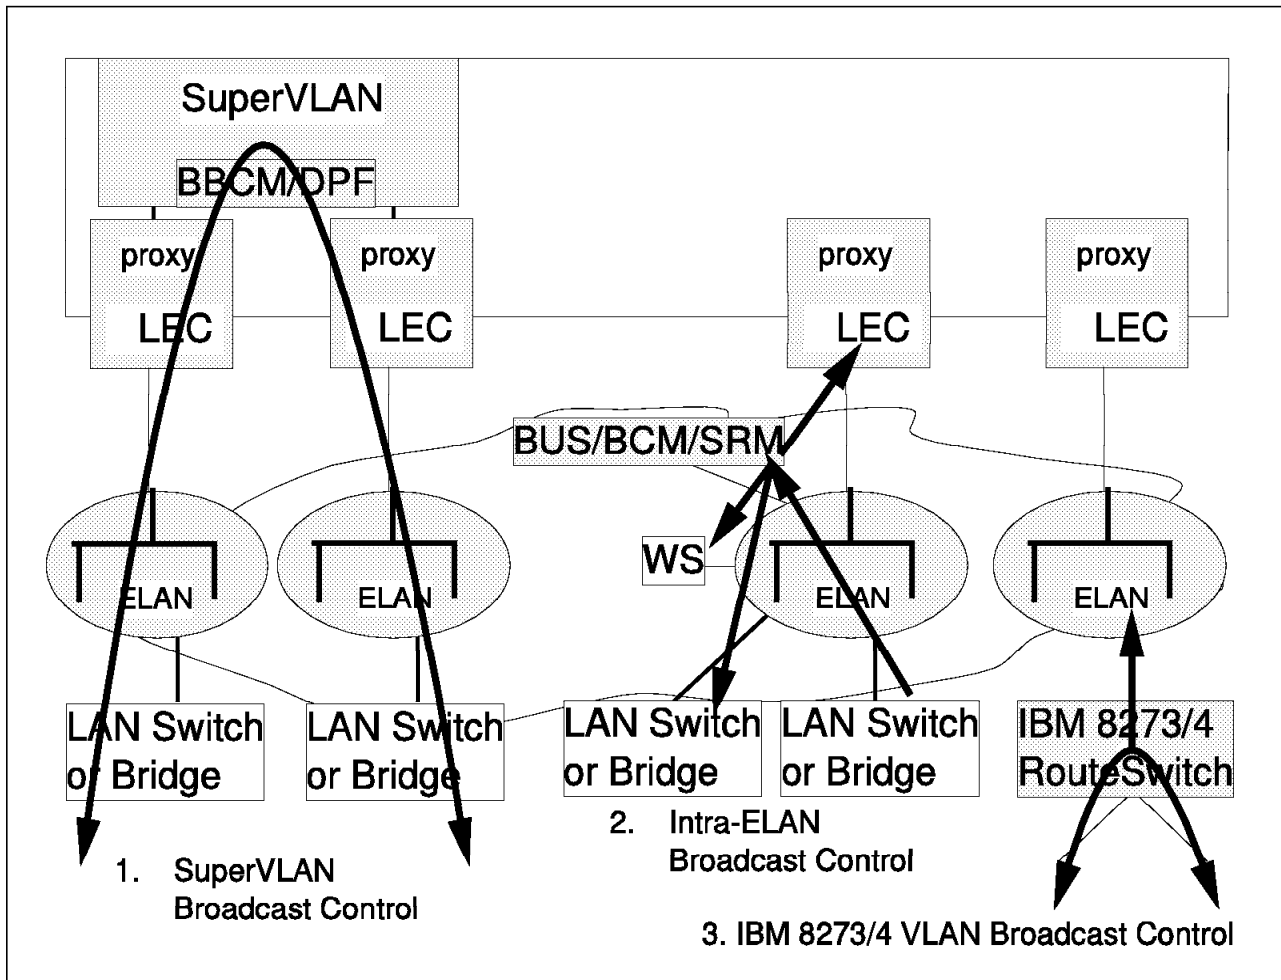 SuperVLAN
BBCM/DPF
proxy
LEC
proxy
LEC
proxy
LEC
proxy
LEC
BUS/BCM/SRM
WS
ELAN
ELAN
ELAN
ELAN
LAN Switch
or Bridge
LAN Switch
or Bridge
LAN Switch
or Bridge
LAN Switch
or Bridge
IBM 8273/4
RouteSwitch
1. SuperVLAN
Broadcast Control
2. Intra-ELAN
Broadcast Control
3. IBM 8273/4 VLAN Broadcast Control